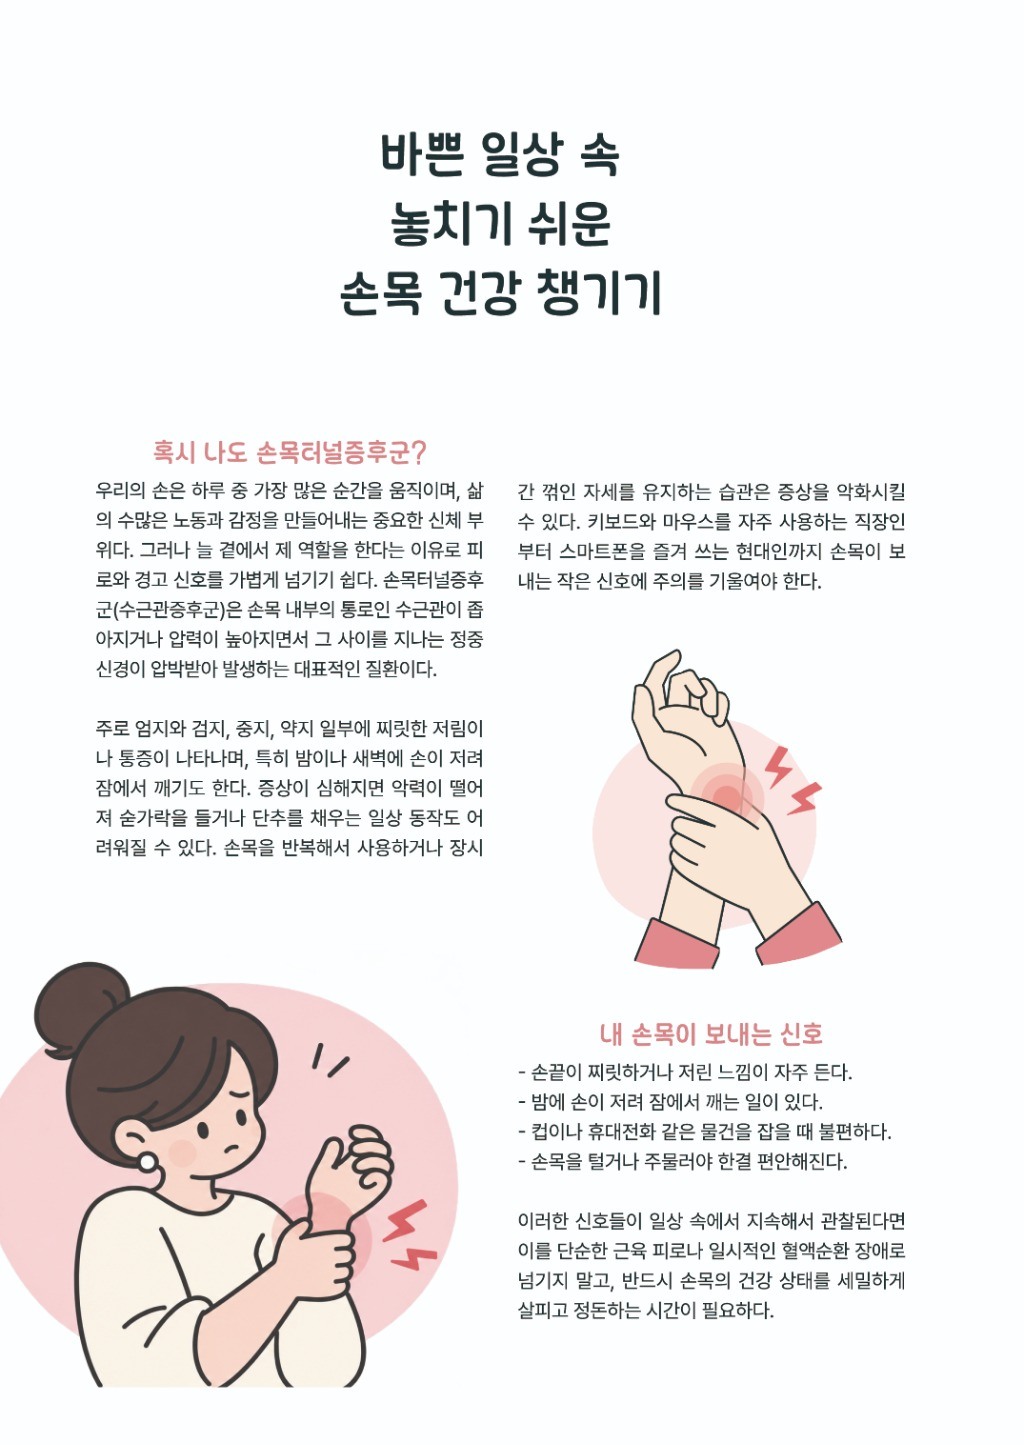 바쁜 일상 속
놓치기 쉬운
손목 건강 챙기기
혹시 나도 손목터널증후군?
우리의 손은 하루 중 가장 많은 순간을 움직이며, 삶
의 수많은 노동과 감정을 만들어내는 중요한 신체 부
위다. 그러나 늘 곁에서 제 역할을 한다는 이유로 피
로와 경고 신호를 가볍게 넘기기 쉽다. 손목터널증후
군(수근관증후군)은 손목 내부의 통로인 수근관이 좁
아지거나 압력이 높아지면서 그 사이를 지나는 정중
신경이 압박받아 발생하는 대표적인 질환이다.
주로 엄지와 검지, 중지, 약지 일부에 찌릿한 저림이
나 통증이 나타나며, 특히 밤이나 새벽에 손이 저려
잠에서 깨기도 한다. 증상이 심해지면 악력이 떨어
져 숟가락을 들거나 단추를 채우는 일상 동작도 어
려워질 수 있다. 손목을 반복해서 사용하거나 장시
간 꺾인 자세를 유지하는 습관은 증상을 악화시킬
수 있다. 키보드와 마우스를 자주 사용하는 직장인
부터 스마트폰을 즐겨 쓰는 현대인까지 손목이 보
내는 작은 신호에 주의를 기울여야 한다.
내 손목이 보내는 신호
- 손끝이 찌릿하거나 저린 느낌이 자주 든다.
- 밤에 손이 저려 잠에서 깨는 일이 있다.
- 컵이나 휴대전화 같은 물건을 잡을 때 불편하다.
- 손목을 털거나 주물러야 한결 편안해진다.
이러한 신호들이 일상 속에서 지속해서 관찰된다면
이를 단순한 근육 피로나 일시적인 혈액순환 장애로
넘기지 말고, 반드시 손목의 건강 상태를 세밀하게
살피고 정돈하는 시간이 필요하다.